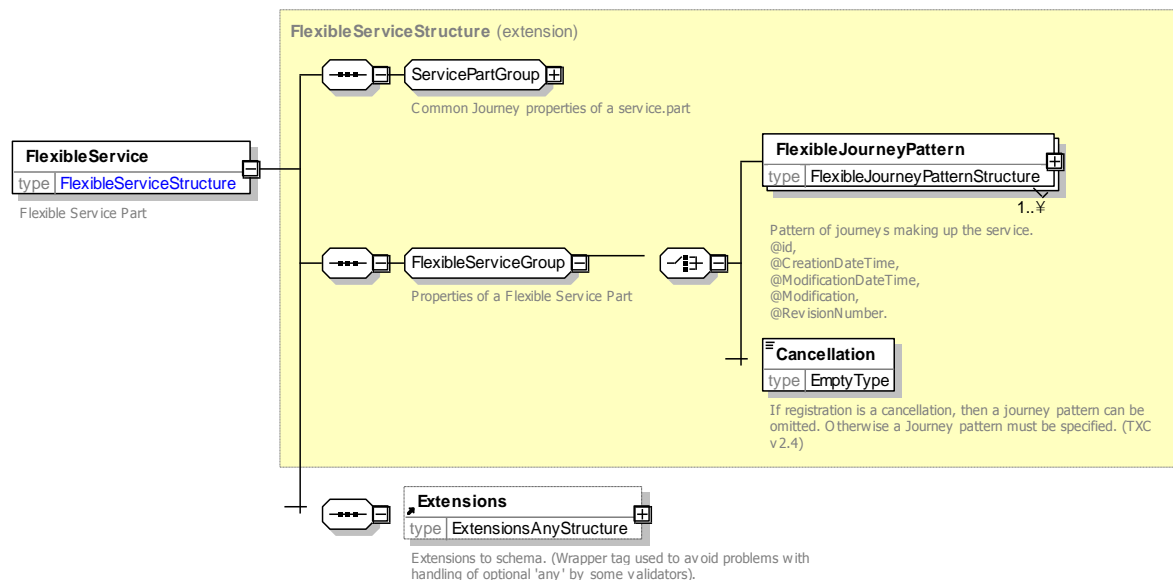 FlexibleServiceStructure (extension)
ServicePartGroup
Common Journey properties of a service.part
FlexibleService
type FlexibleServiceStructure
Flexible Service Part
FlexibleJourneyPattern
type FlexibleJourneyPatternStructure
1..¥
Pattern of journeys making up the service.
@id,
@CreationDateTime,
@ModificationDateTime,
@Modification,
@RevisionNumber.
FlexibleServiceGroup
Properties of a Flexible Service Part
Cancellation
type EmptyType
If registration is a cancellation, then a journey pattern can be
omitted. Otherwise a Journey pattern must be specified. (TXC
v2.4)
Extensions
type ExtensionsAnyStructure
Extensions to schema. (Wrapper tag used to avoid problems with
handling of optional 'any' by some validators).